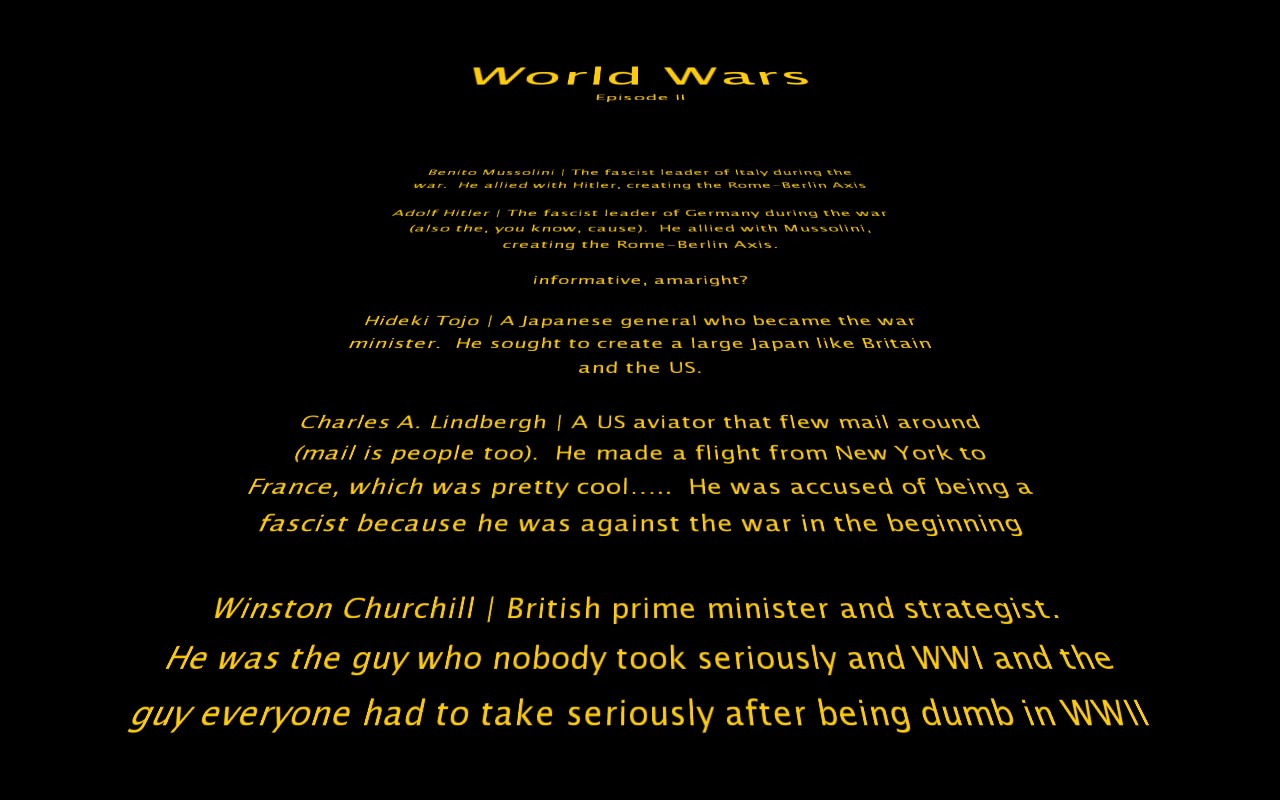 World Wars
Episode II
Benito Mussolini | The fascist leader of Italy during the
war.  He allied with Hitler, creating the Rome-Berlin Axis
Adolf Hitler | The fascist leader of Germany during the war
(also the, you know, cause).  He allied with Mussolini,
creating the Rome-Berlin Axis.
informative, amaright?
Hideki Tojo | A Japanese general who became the war
minister.  He sought to create a large Japan like Britain
and the US.
Charles A. Lindbergh | A US aviator that flew mail around
(mail is people too).  He made a flight from New York to
France, which was pretty cool.....  He was accused of being a
fascist because he was against the war in the beginning
Winston Churchill | British prime minister and strategist.
He was the guy who nobody took seriously and WWI and the
guy everyone had to take seriously after being dumb in WWII